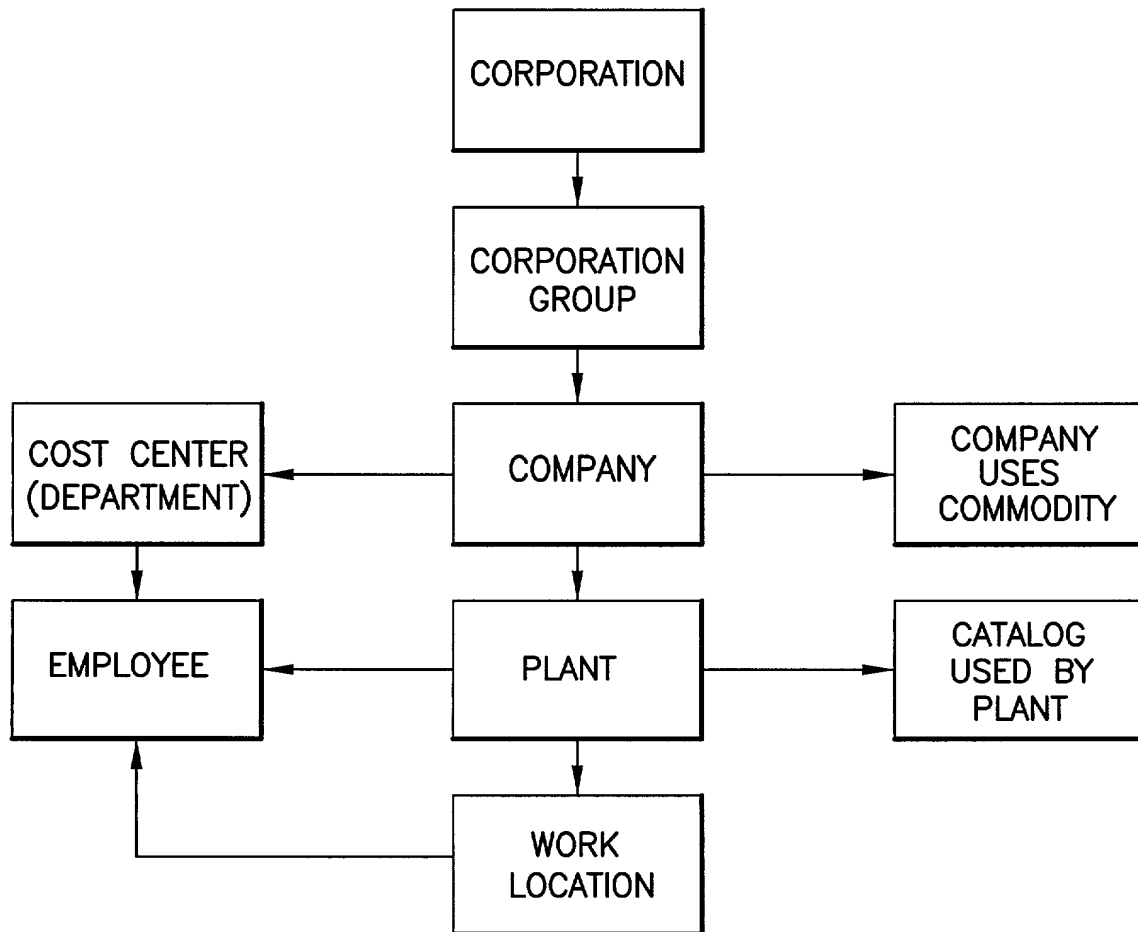 CORPORATION
CORPORATION
GROUP
COST CENTER
(DEPARTMENT)
COMPANY
COMPANY
USES
COMMODITY
EMPLOYEE
PLANT
CATALOG
USED BY
PLANT
WORK
LOCATION